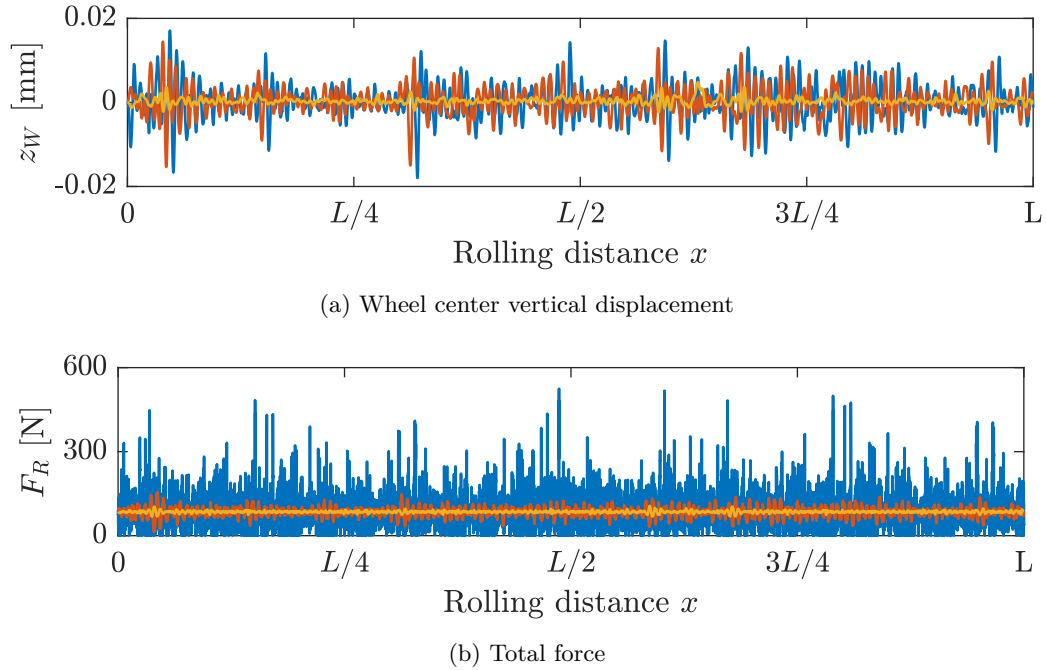 0.02
0
-0.02
z_W [mm]
0 L/4 L/2 3L/4 L
Rolling distance x
(a) Wheel center vertical displacement
600
300
0
F_R [N]
0 L/4 L/2 3L/4 L
Rolling distance x
(b) Total force